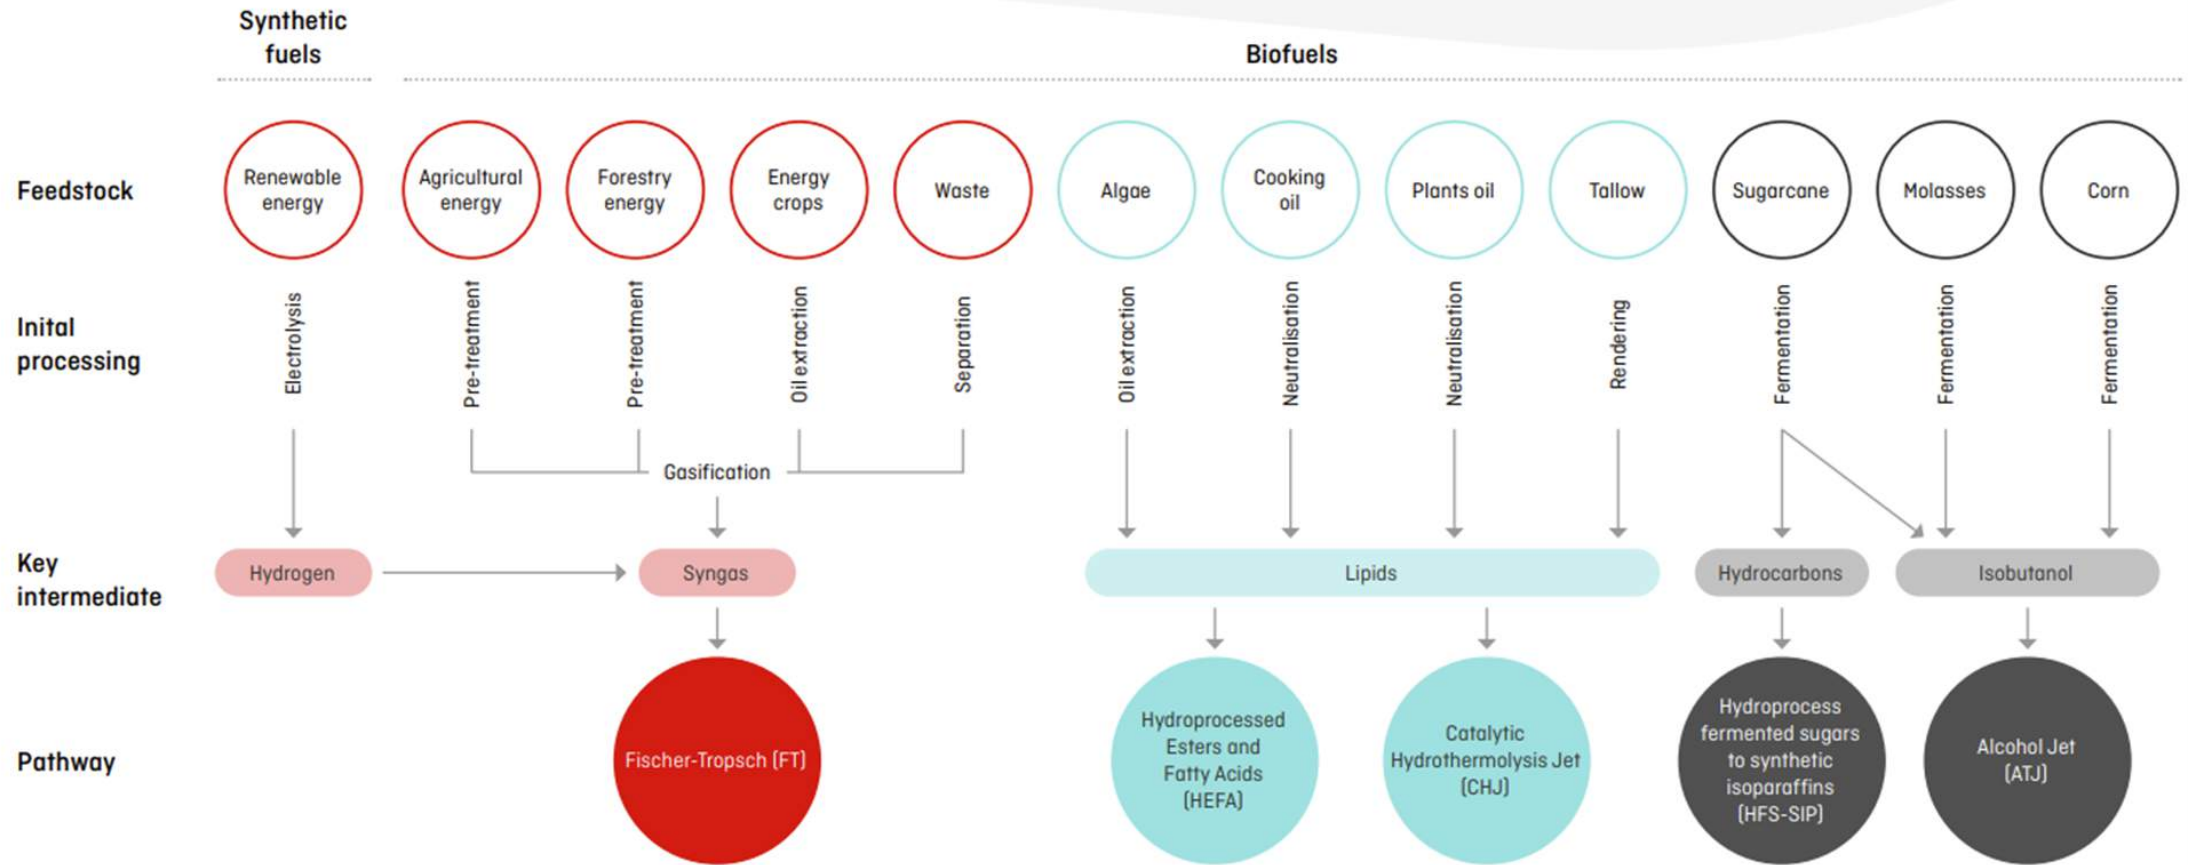 Synthetic
fuels
Biofuels
Feedstock
Renewable
energy
Agricultural
energy
Forestry
energy
Energy
crops
Waste
Algae
Cooking
oil
Plants oil
Tallow
Sugarcane
Molasses
Corn
Inital
processing
Electrolysis
Pre-treatment
Pre-treatment
Oil extraction
Separation
Oil extraction
Neutralisation
Neutralisation
Rendering
Fermentation
Fermentation
Fermentation
Gasification
Key
intermediate
Hydrogen
Syngas
Lipids
Hydrocarbons
Isobutanol
Pathway
Fischer-Tropsch (FT)
Hydroprocessed
Esters and
Fatty Acids
(HEFA)
Catalytic
Hydrothermolysis Jet
(CHJ)
Hydroprocess
fermented sugars
to synthetic
isoparaffins
(HFS-SIP)
Alcohol Jet
(ATJ)